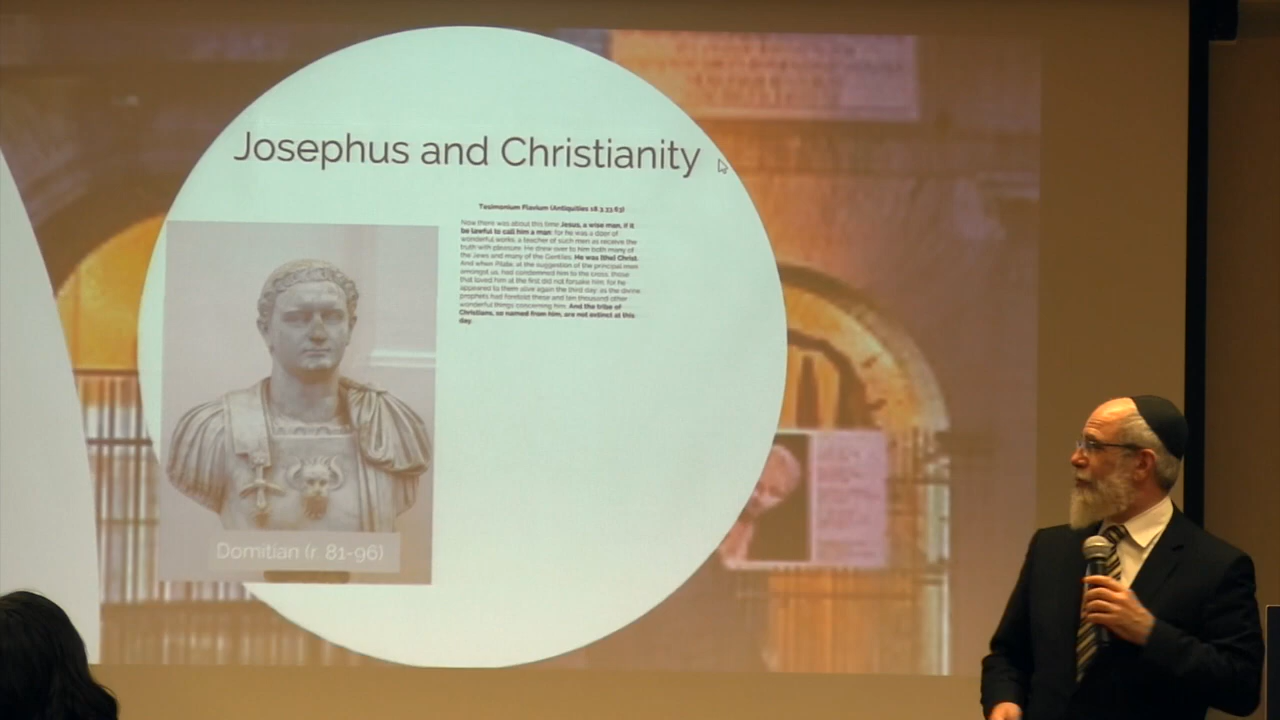 Josephus and Christianity
Tesimonium Flavium (Antiquities 18.3.33.63)
Now there was about this time Jesus, a wise man, if it
be lawful to call him a man: for he was a doer of
wonderful works, a teacher of such men as receive the
truth with pleasure. He drew over to him both many of
the Jews and many of the Gentiles. He was [the] Christ.
And when Pilate, at the suggestion of the principal men
amongst us, had condemned him to the cross, those
that loved him at the first did not forsake him; for he
appeared to them alive again the third day; as the divine
prophets had foretold these and ten thousand other
wonderful things concerning him. And the tribe of
Christians, so named from him, are not extinct at this
day.
Domitian (r. 81-96)